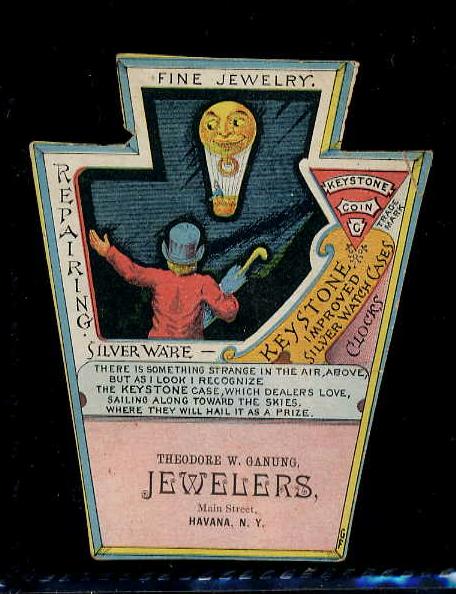 FINE JEWELRY.
REPAIRING.
KEYSTONE
COIN
C
TRADE
MARK
KEYSTONE
IMPROVED
SILVER WATCH CASES
CLOCKS
SILVER WARE —
THERE IS SOMETHING STRANGE IN THE AIR, ABOVE,
BUT AS I LOOK I RECOGNIZE
THE KEYSTONE CASE, WHICH DEALERS LOVE,
SAILING ALONG TOWARD THE SKIES.
WHERE THEY WILL HAIL IT AS A PRIZE.
THEODORE W. GANUNG,
JEWELERS,
Main Street,
HAVANA, N. Y.